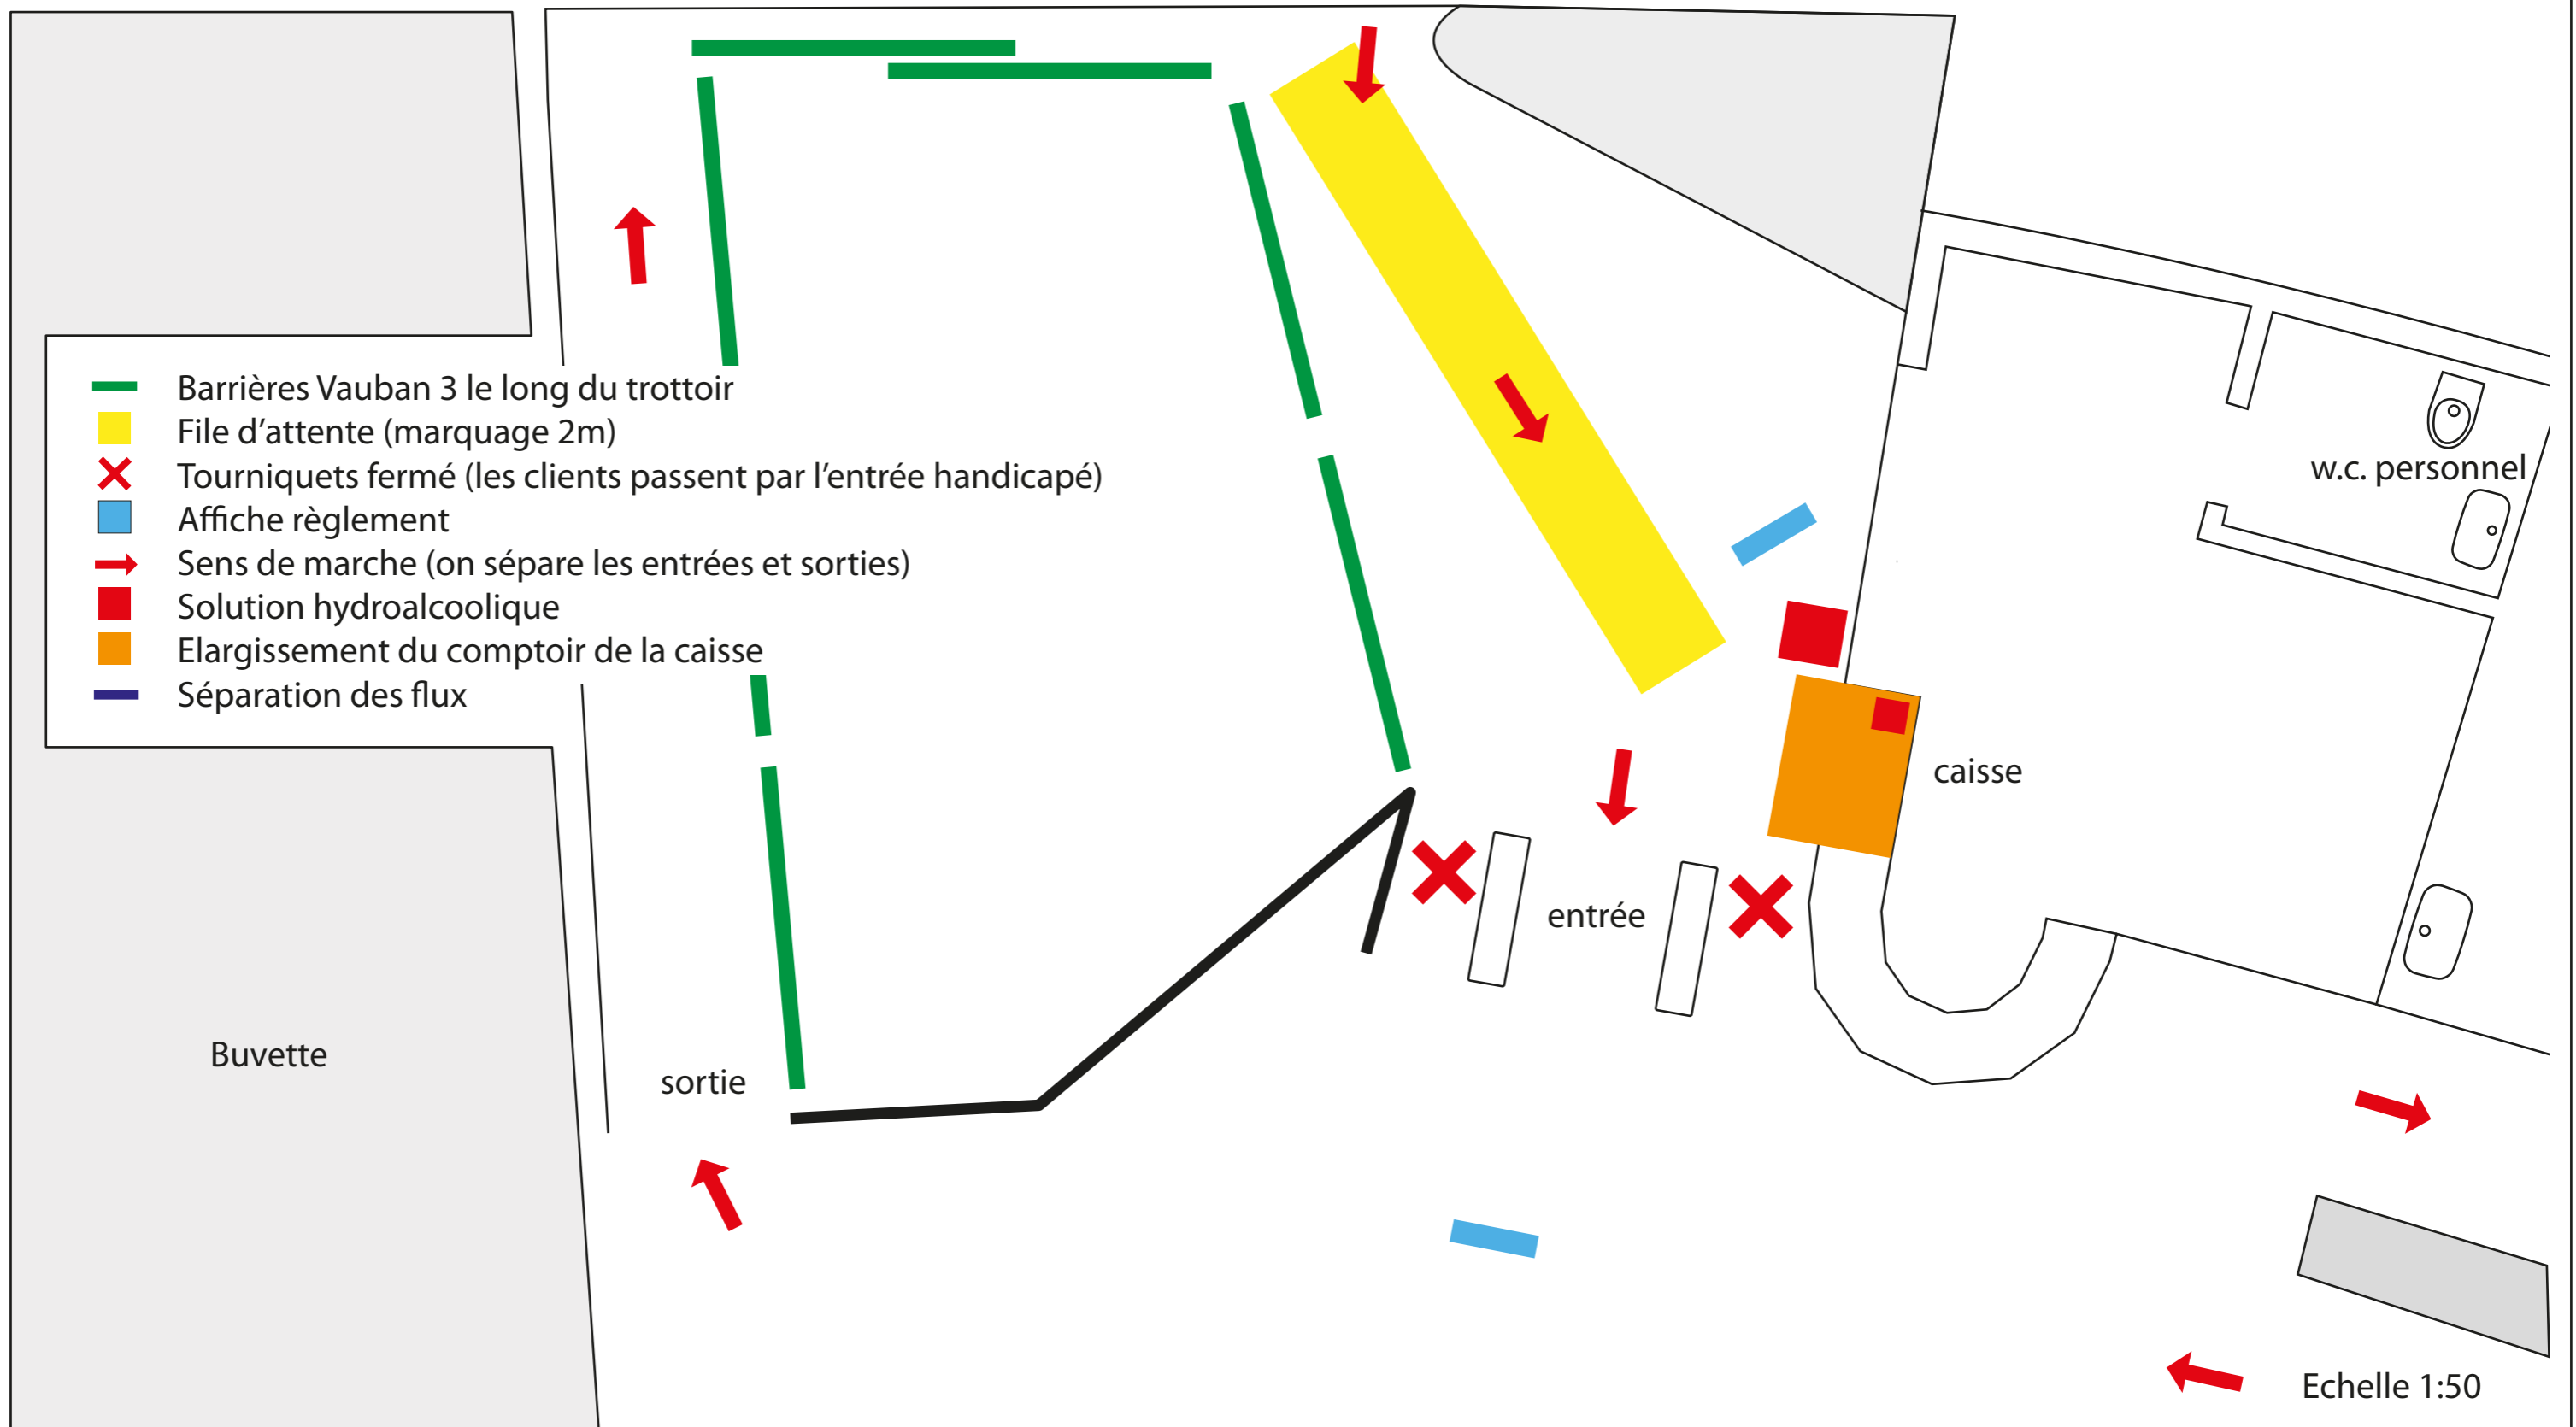 Barrières Vauban 3 le long du trottoir
File d'attente (marquage 2m)
Tourniquets fermé (les clients passent par l'entrée handicapé)
Affiche règlement
Sens de marche (on sépare les entrées et sorties)
Solution hydroalcoolique
Elargissement du comptoir de la caisse
Séparation des flux
w.c. personnel
caisse
entrée
Buvette
sortie
Echelle 1:50